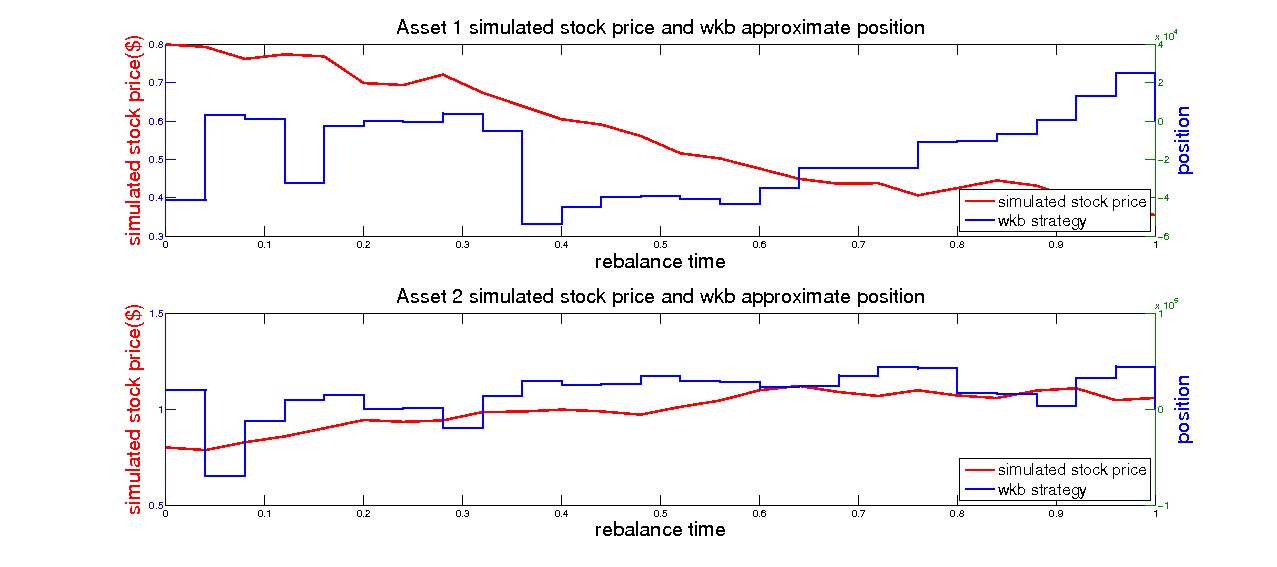 Asset 1 simulated stock price and wkb approximate position
x 10^4
simulated stock price($)
0.8
0.7
0.6
0.5
0.4
0.3
4
2
0
-2
-4
-6
position
simulated stock price
wkb strategy
0 0.1 0.2 0.3 0.4 0.5 0.6 0.7 0.8 0.9 1
rebalance time
Asset 2 simulated stock price and wkb approximate position
x 10^5
simulated stock price($)
1.5
1
0.5
1
0
-1
position
simulated stock price
wkb strategy
0 0.1 0.2 0.3 0.4 0.5 0.6 0.7 0.8 0.9 1
rebalance time